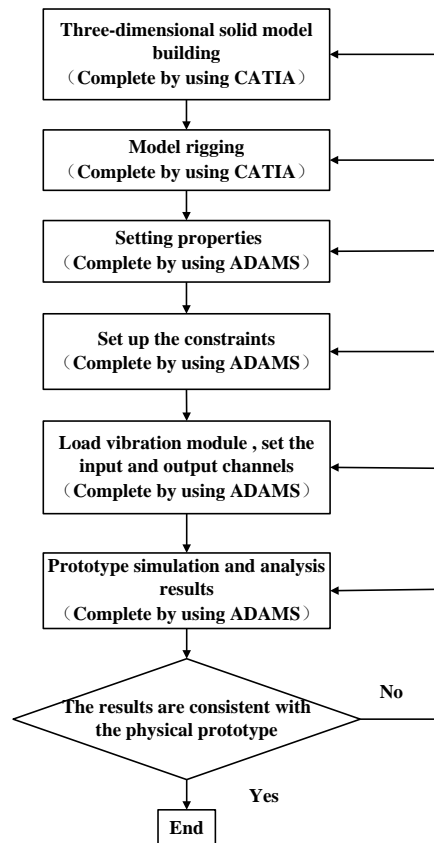 Three-dimensional solid model
building
（Complete by using CATIA）
Model rigging
（Complete by using CATIA）
Setting properties
（Complete by using ADAMS）
Set up the constraints
（Complete by using ADAMS）
Load vibration module , set the
input and output channels
（Complete by using ADAMS）
Prototype simulation and analysis
results
（Complete by using ADAMS）
The results are consistent with
the physical prototype
No
Yes
End